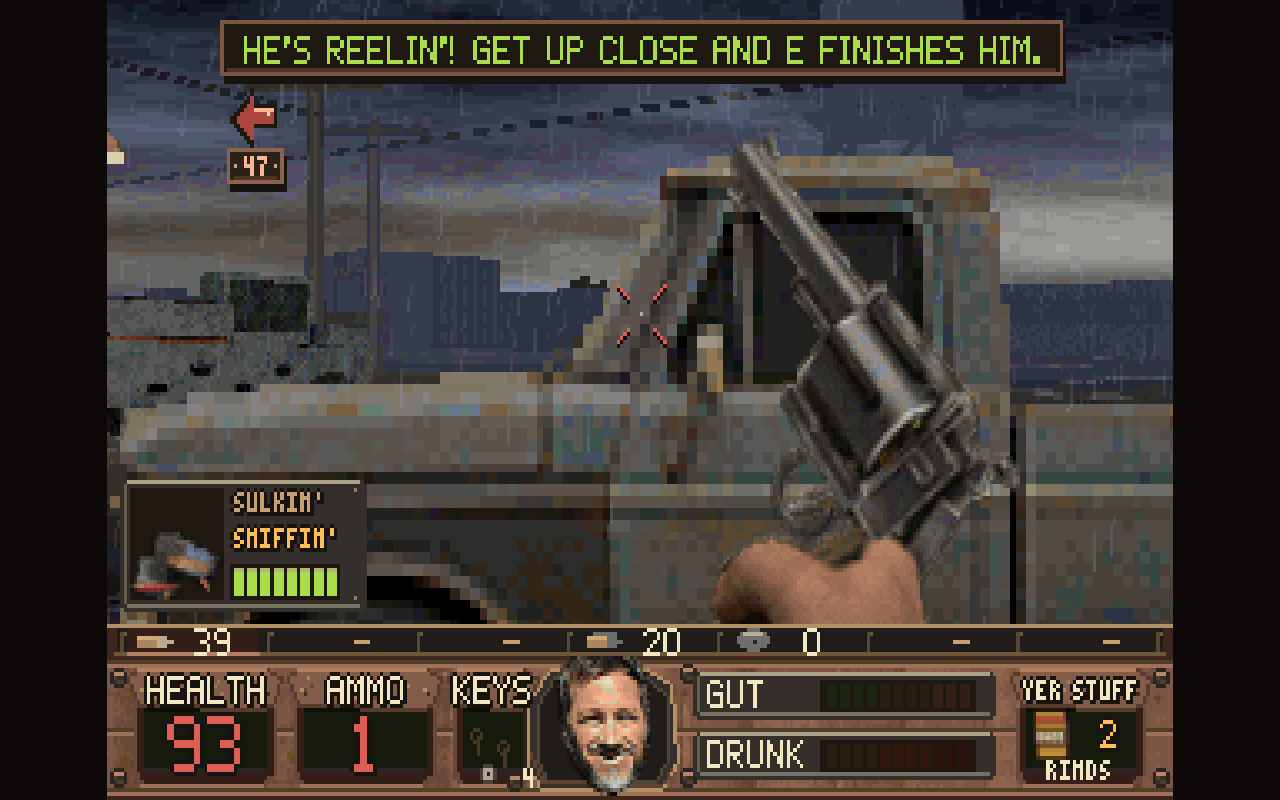 HE'S REELIN'! GET UP CLOSE AND E FINISHES HIM.
47
SULKIN'
SNIFFIN'
39 – – 20 0 – –
HEALTH AMMO KEYS GUT YER STUFF
93 1 2
DRUNK
-4 RINDS